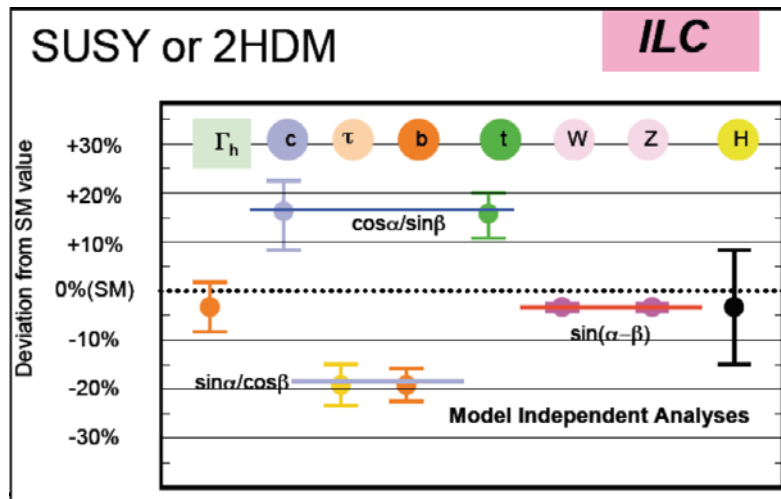 SUSY or 2HDM
ILC
Deviation from SM value
+30%
+20%
+10%
0%(SM)
-10%
-20%
-30%
Γh
c
τ
b
t
W
Z
H
cosα/sinβ
sin(α−β)
sinα/cosβ
Model Independent Analyses